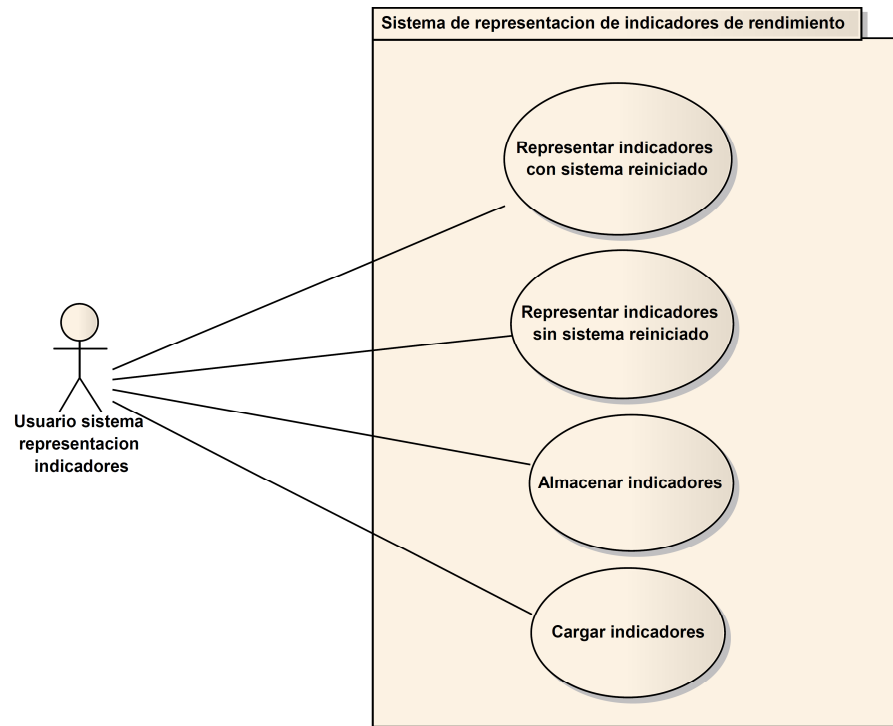 Sistema de representacion de indicadores de rendimiento
Representar indicadores
con sistema reiniciado
Representar indicadores
sin sistema reiniciado
Usuario sistema
representacion
indicadores
Almacenar indicadores
Cargar indicadores